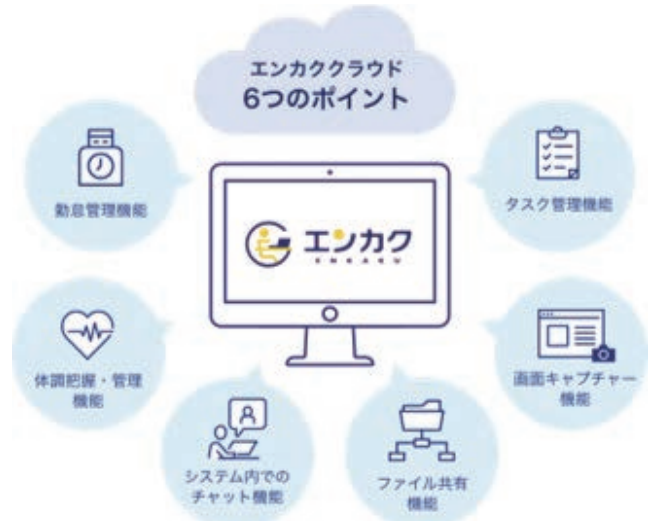 エンカククラウド
6つのポイント
勤怠管理機能
タスク管理機能
エンカク
ENKAKU
体調把握・管理
機能
画面キャプチャー
機能
システム内での
チャット機能
ファイル共有
機能